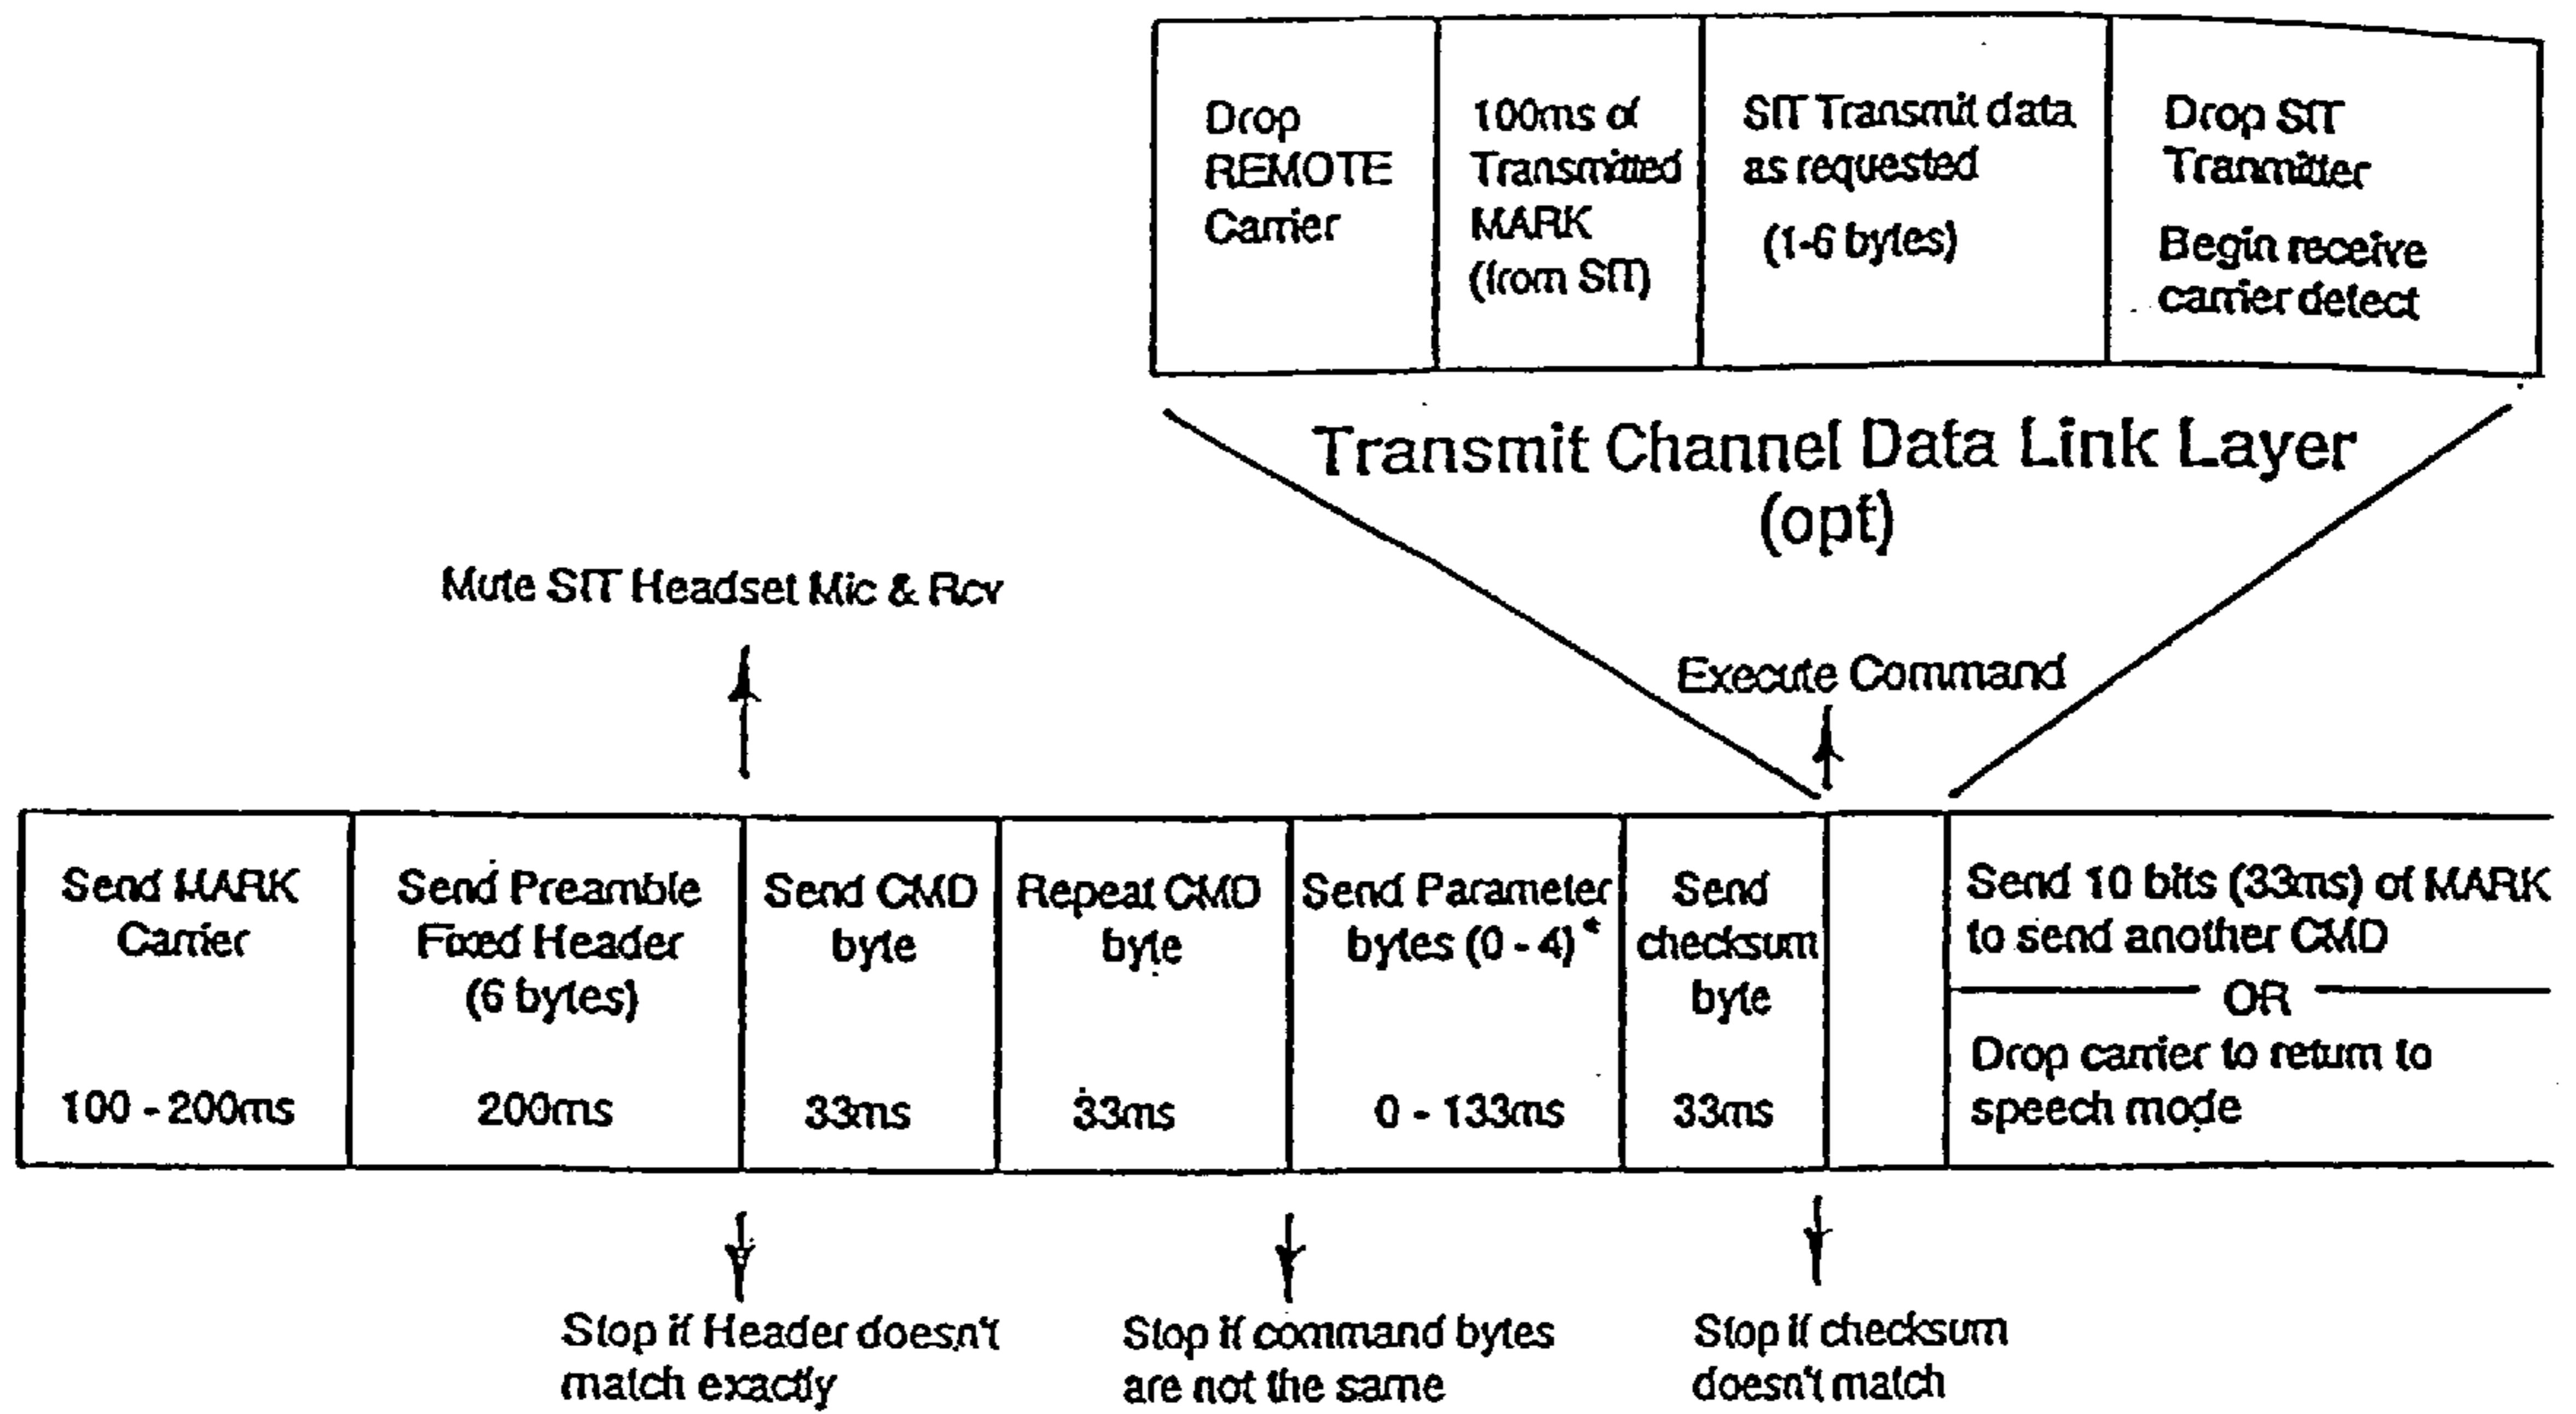 Drop
REMOTE
Carrier
100ms of
Transmitted
MARK
(from SIT)
SIT Transmit data
as requested
(1-6 bytes)
Drop SIT
Tranmitter
Begin receive
carrier detect
Transmit Channel Data Link Layer
(opt)
Mute SIT Headset Mic & Rcv
Execute Command
Send MARK
Carrier
100 - 200ms
Send Preamble
Fixed Header
(6 bytes)
200ms
Send CMD
byte
33ms
Repeat CMD
byte
33ms
Send Parameter
bytes (0 - 4)*
0 - 133ms
Send
checksum
byte
33ms
Send 10 bits (33ms) of MARK
to send another CMD
OR
Drop carrier to return to
speech mode
Stop if Header doesn't
match exactly
Stop if command bytes
are not the same
Stop if checksum
doesn't match